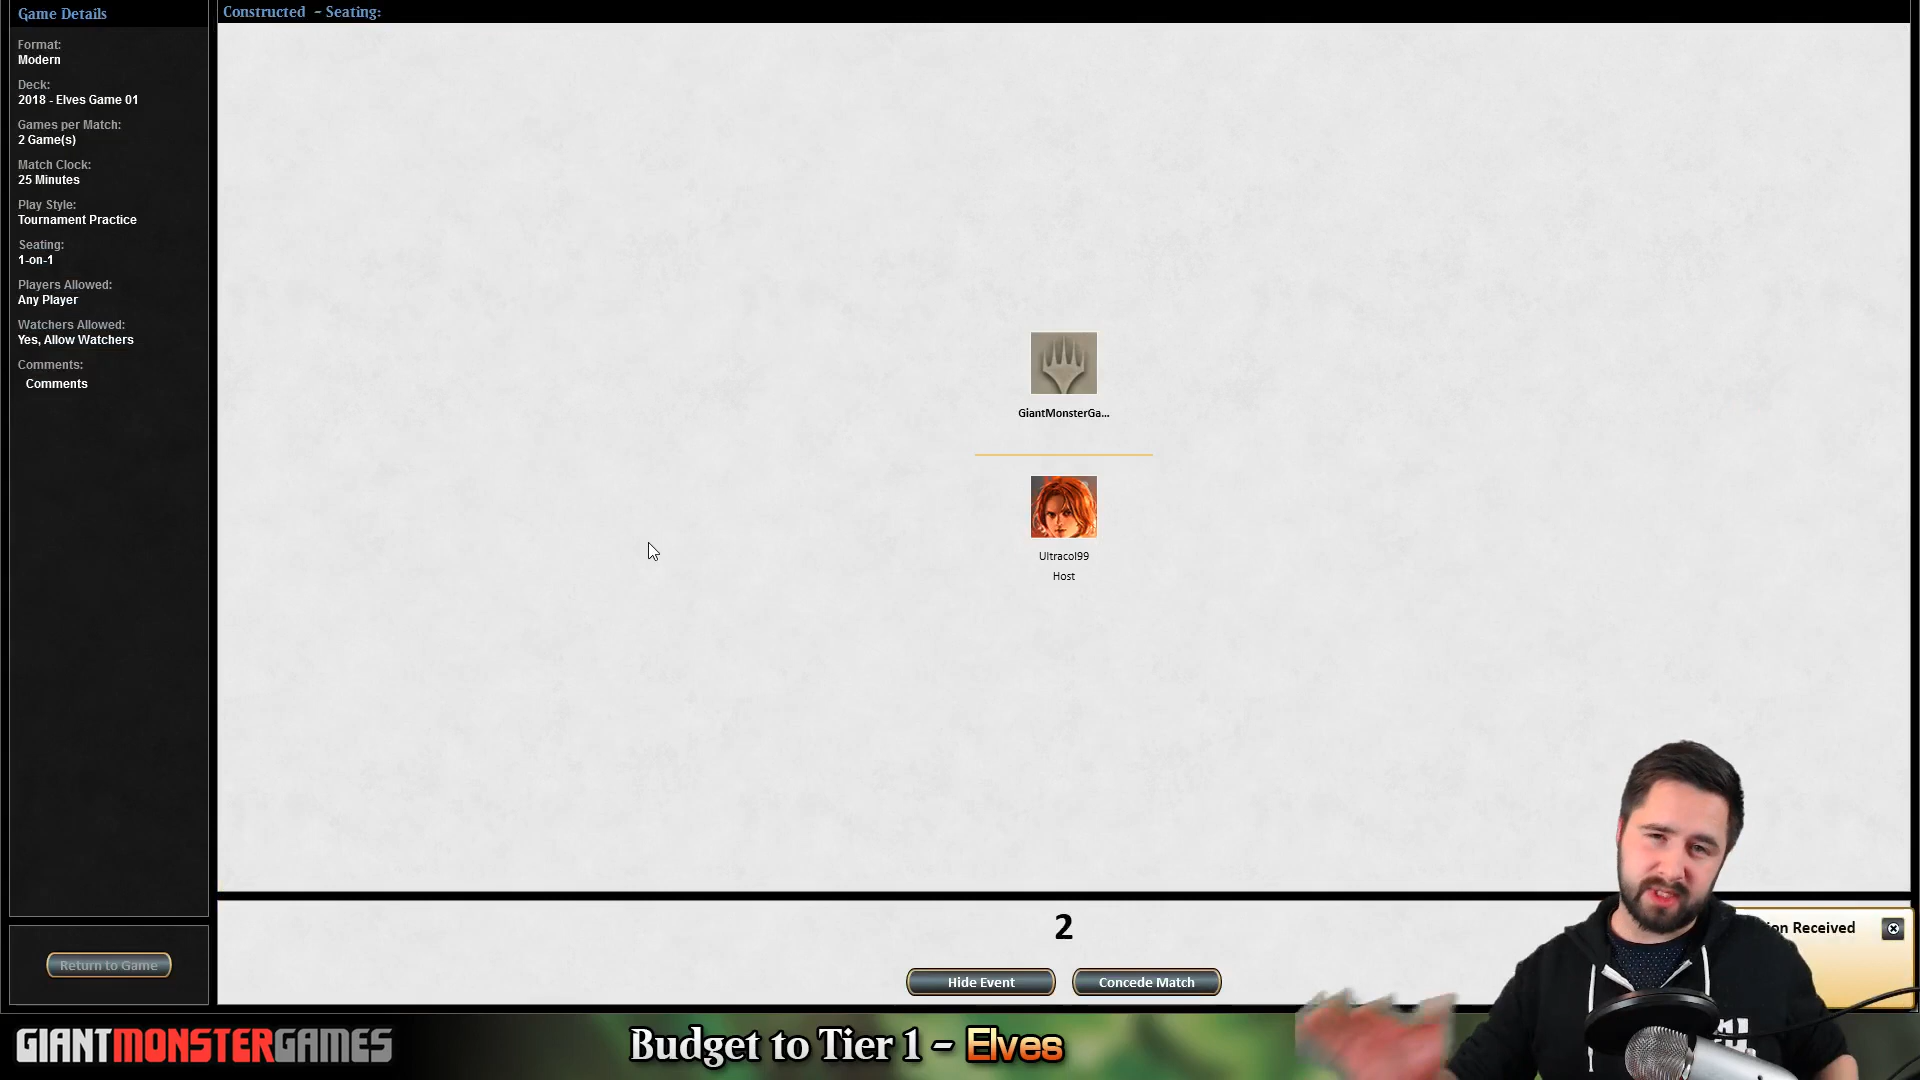 Game Details
Format:
Modern
Deck:
2018 - Elves Game 01
Games per Match:
2 Game(s)
Match Clock:
25 Minutes
Play Style:
Tournament Practice
Seating:
1-on-1
Players Allowed:
Any Player
Watchers Allowed:
Yes, Allow Watchers
Comments:
Comments
Return to Game
Constructed - Seating:
GiantMonsterGa...
Ultracol99
Host
2
Hide Event
Concede Match
on Received
GIANTMONSTERGAMES
Budget to Tier 1 - Elves